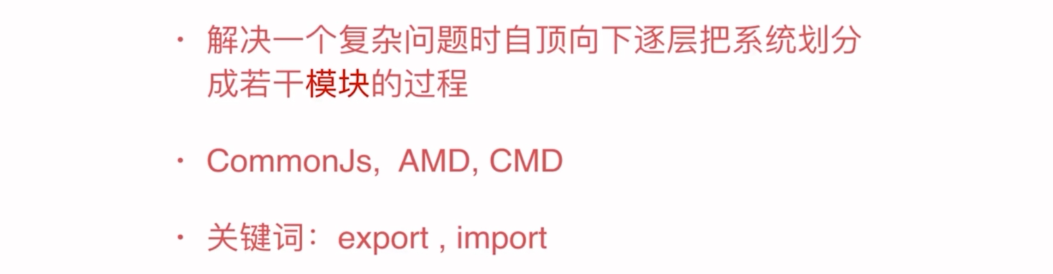 · 解决一个复杂问题时自顶向下逐层把系统划分
成若干模块的过程
· CommonJs, AMD, CMD
· 关键词：export , import